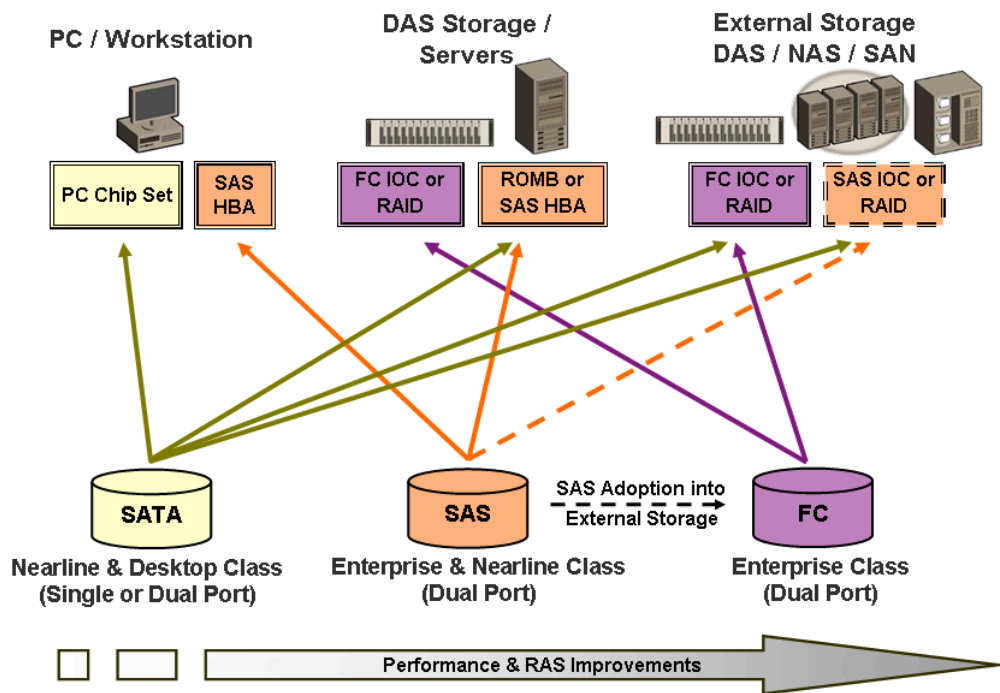 PC / Workstation
DAS Storage /
Servers
External Storage
DAS / NAS / SAN
PC Chip Set
SAS
HBA
FC IOC or
RAID
ROMB or
SAS HBA
FC IOC or
RAID
SAS IOC or
RAID
SATA
SAS
SAS Adoption into
External Storage
FC
Nearline & Desktop Class
(Single or Dual Port)
Enterprise & Nearline Class
(Dual Port)
Enterprise Class
(Dual Port)
Performance & RAS Improvements